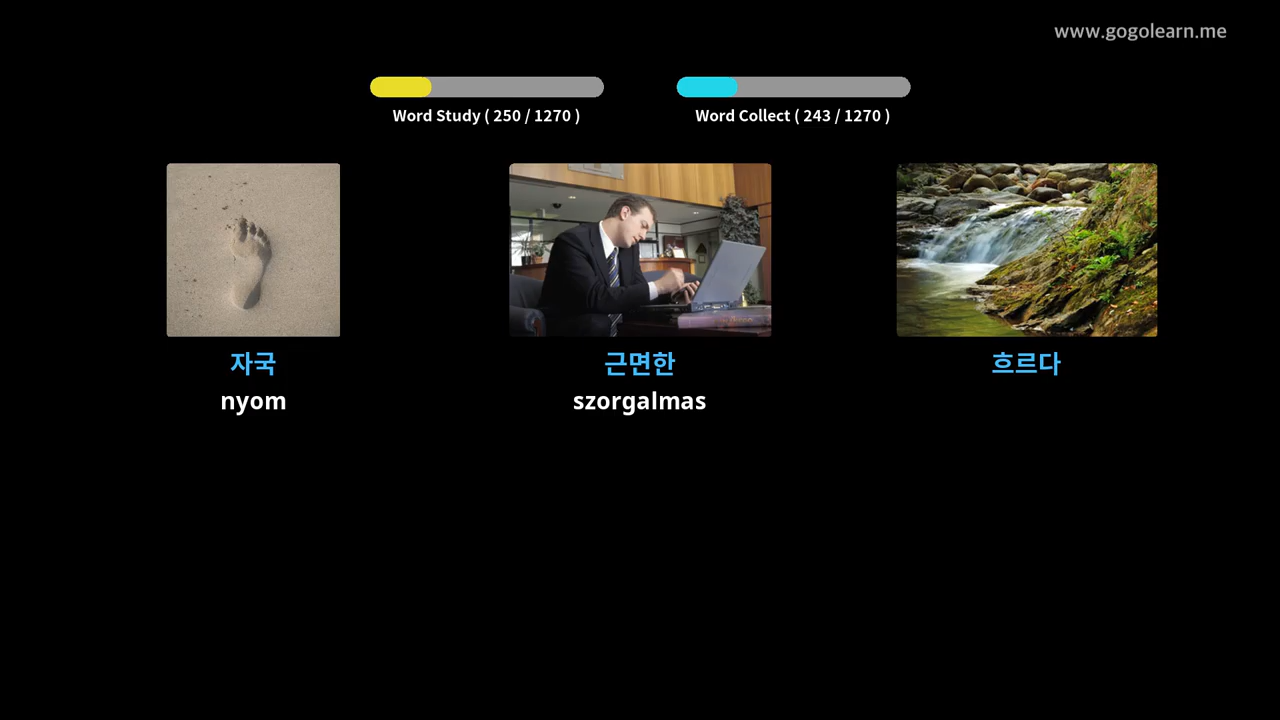 www.gogolearn.me
Word Study ( 250 / 1270 )
Word Collect ( 243 / 1270 )
자국
nyom
근면한
szorgalmas
흐르다